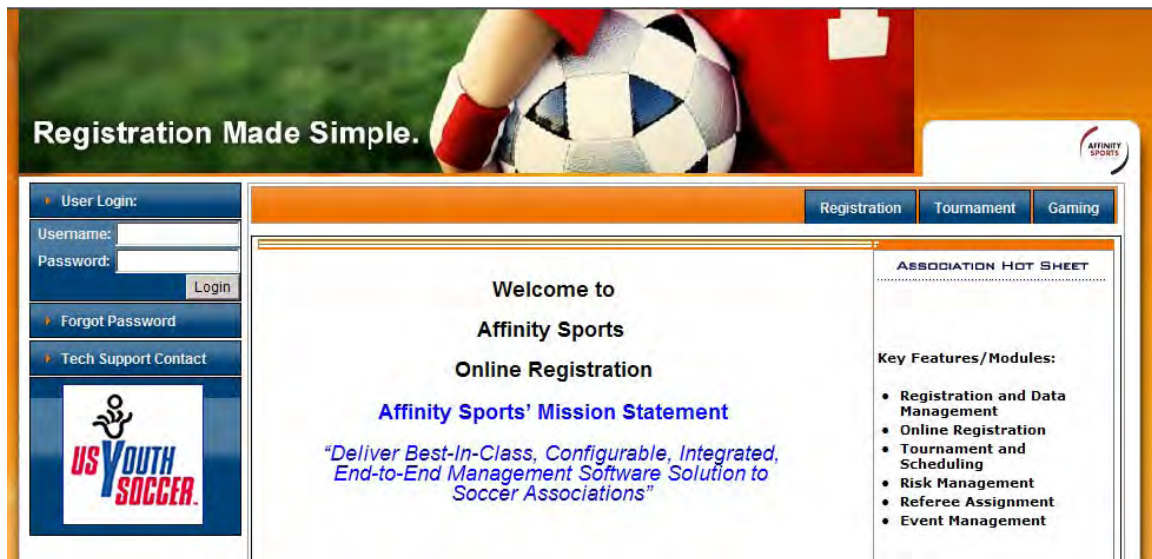 Registration Made Simple.
AFFINITY
SPORTS
User Login:
Username:
Password:
Login
Forgot Password
Tech Support Contact
US YOUTH
SOCCER.
Registration
Tournament
Gaming
Welcome to
Affinity Sports
Online Registration
Affinity Sports’ Mission Statement
“Deliver Best-In-Class, Configurable, Integrated,
End-to-End Management Software Solution to
Soccer Associations”
ASSOCIATION HOT SHEET
Key Features/Modules:
• Registration and Data
Management
• Online Registration
• Tournament and
Scheduling
• Risk Management
• Referee Assignment
• Event Management